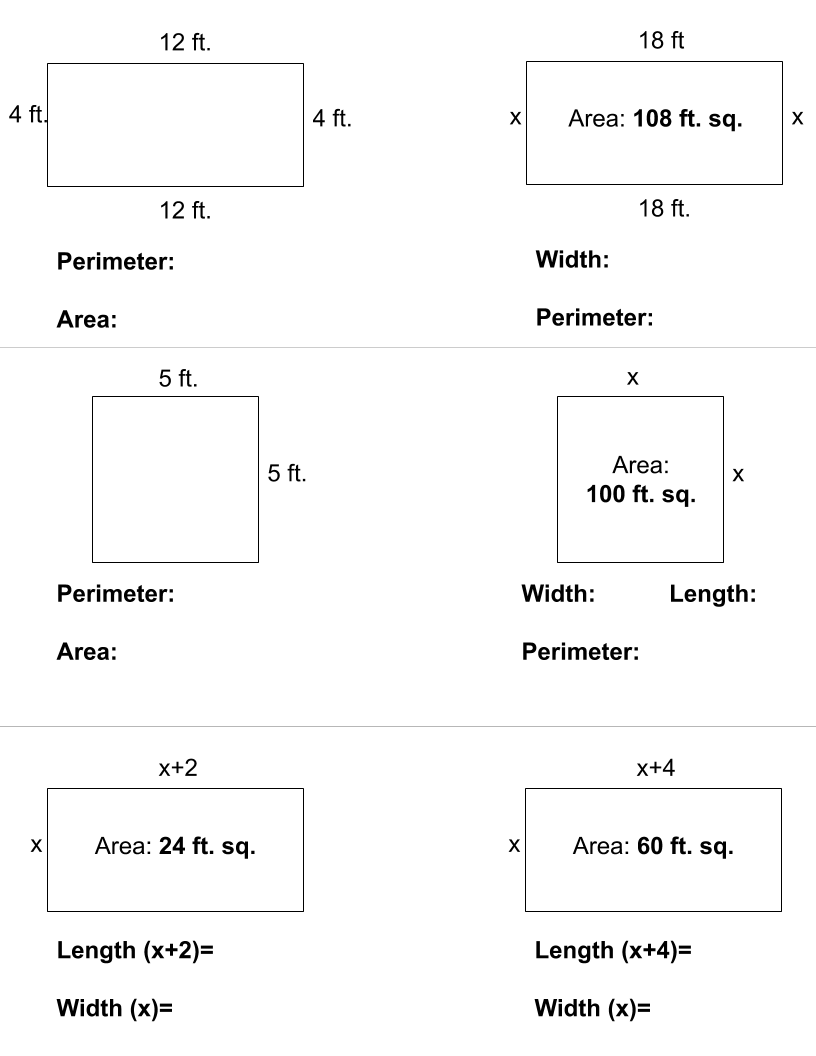 12 ft.
4 ft.
4 ft.
12 ft.
Perimeter:
Area:
18 ft
x
Area: 108 ft. sq.
x
18 ft.
Width:
Perimeter:
5 ft.
5 ft.
Perimeter:
Area:
x
Area:
100 ft. sq.
x
Width: Length:
Perimeter:
x+2
x
Area: 24 ft. sq.
Length (x+2)=
Width (x)=
x+4
x
Area: 60 ft. sq.
Length (x+4)=
Width (x)=